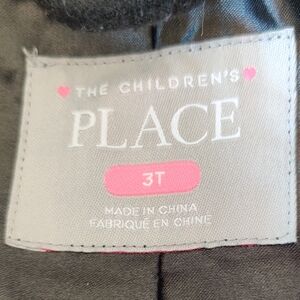 THE CHILDREN'S
PLACE
3T
MADE IN CHINA
FABRIQUÉ EN CHINE